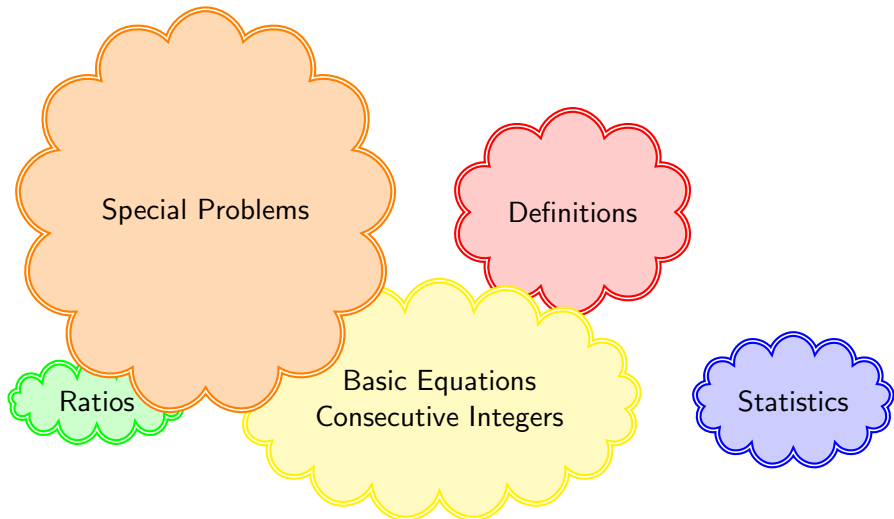 Special Problems
Definitions
Ratios
Basic Equations
Consecutive Integers
Statistics